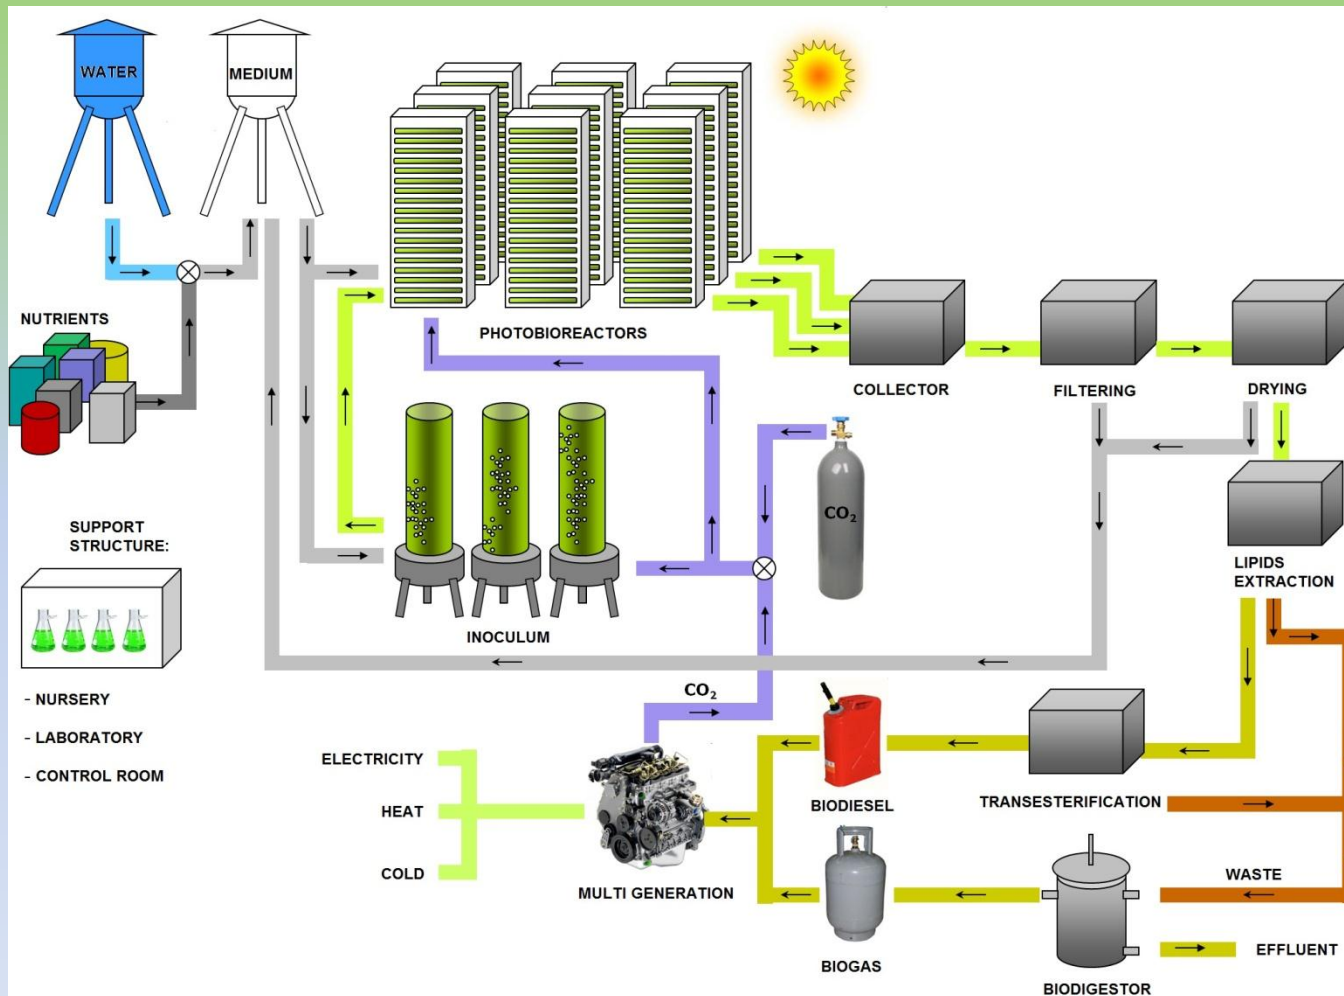 WATER
MEDIUM
NUTRIENTS
PHOTOBIOREACTORS
COLLECTOR
FILTERING
DRYING
CO₂
SUPPORT
STRUCTURE:
LIPIDS
EXTRACTION
INOCULUM
- NURSERY
- LABORATORY
- CONTROL ROOM
CO₂
ELECTRICITY
HEAT
COLD
MULTI GENERATION
BIODIESEL
TRANSESTERIFICATION
WASTE
BIOGAS
BIODIGESTOR
EFFLUENT